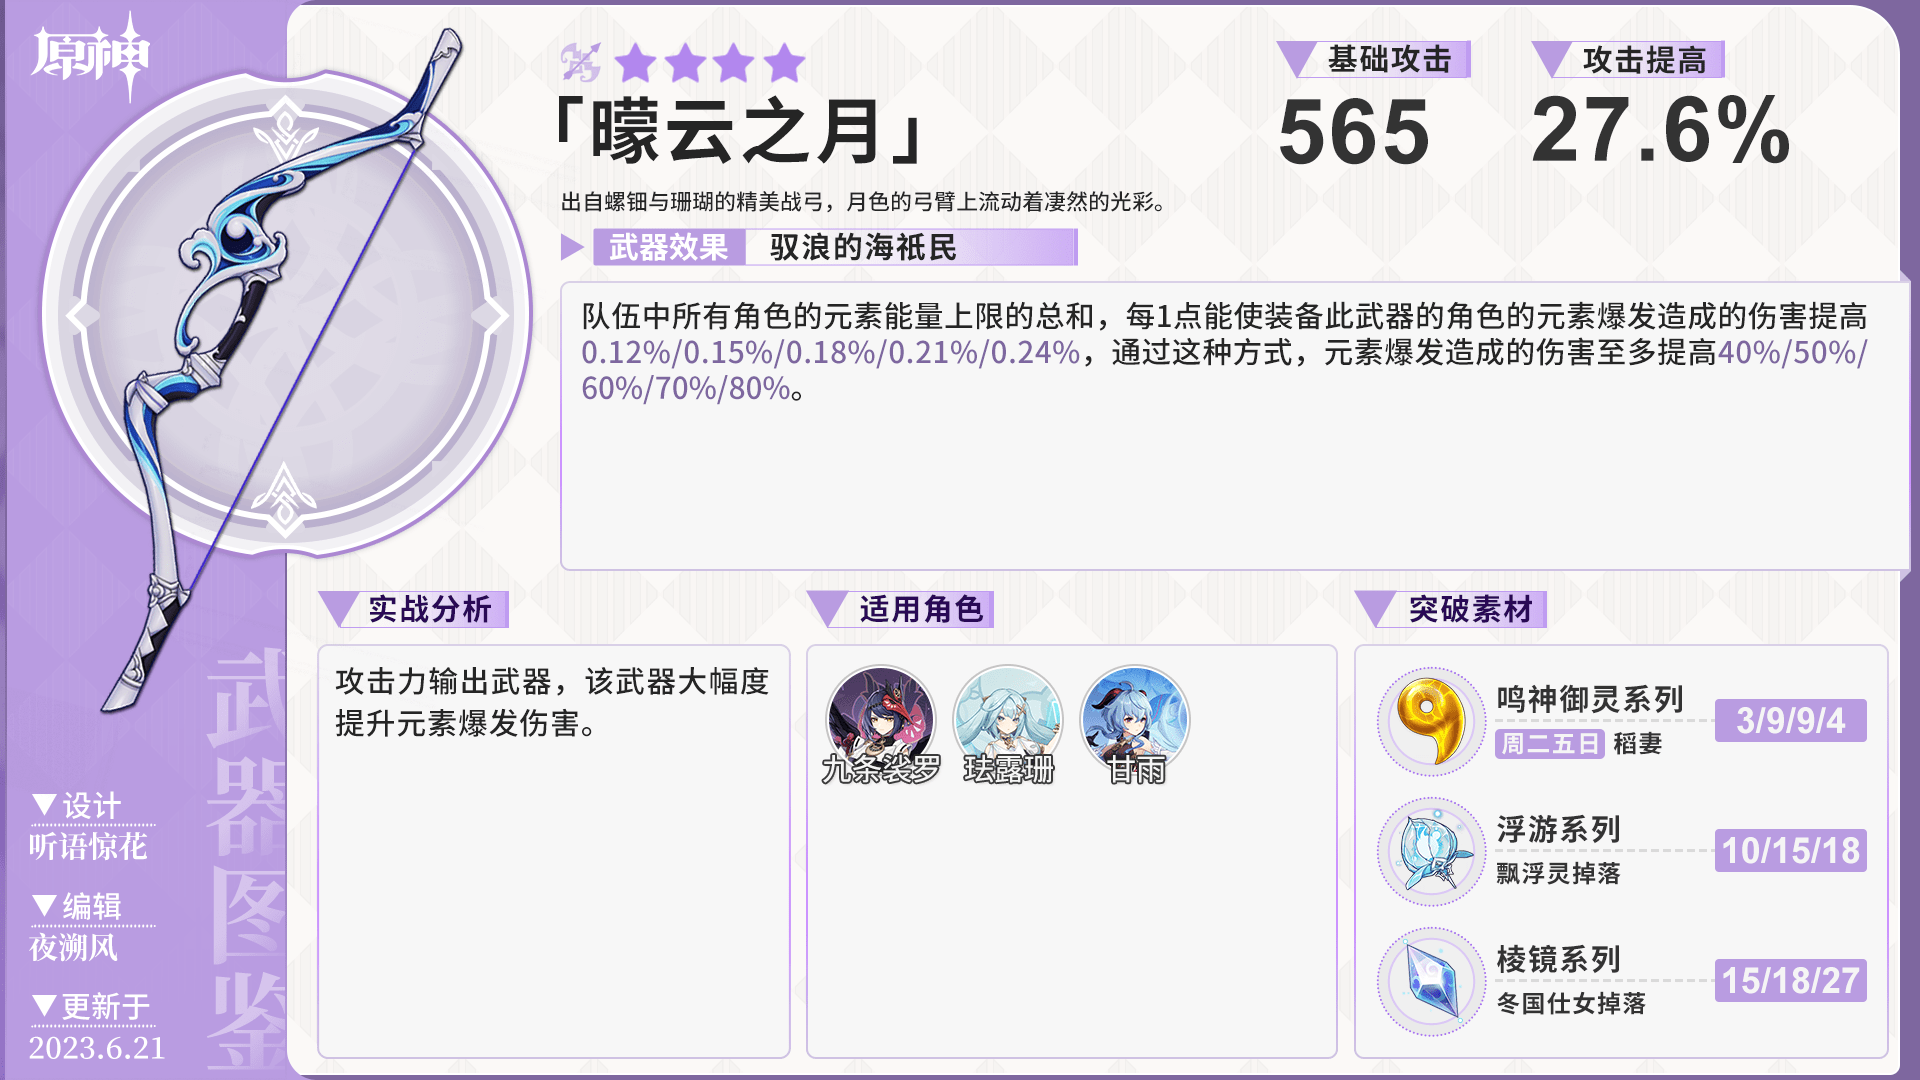 原神
「曚云之月」
出自螺钿与珊瑚的精美战弓，月色的弓臂上流动着凄然的光彩。
基础攻击
565
攻击提高
27.6%
武器效果 驭浪的海祇民
队伍中所有角色的元素能量上限的总和，每1点能使装备此武器的角色的元素爆发造成的伤害提高
0.12%/0.15%/0.18%/0.21%/0.24%，通过这种方式，元素爆发造成的伤害至多提高40%/50%/
60%/70%/80%。
实战分析
攻击力输出武器，该武器大幅度
提升元素爆发伤害。
适用角色
九条裟罗 珐露珊 甘雨
突破素材
鸣神御灵系列
周二五日 稻妻
3/9/9/4
浮游系列
飘浮灵掉落
10/15/18
棱镜系列
冬国仕女掉落
15/18/27
武器图鉴
▼设计
听语惊花
▼编辑
夜溯风
▼更新于
2023.6.21